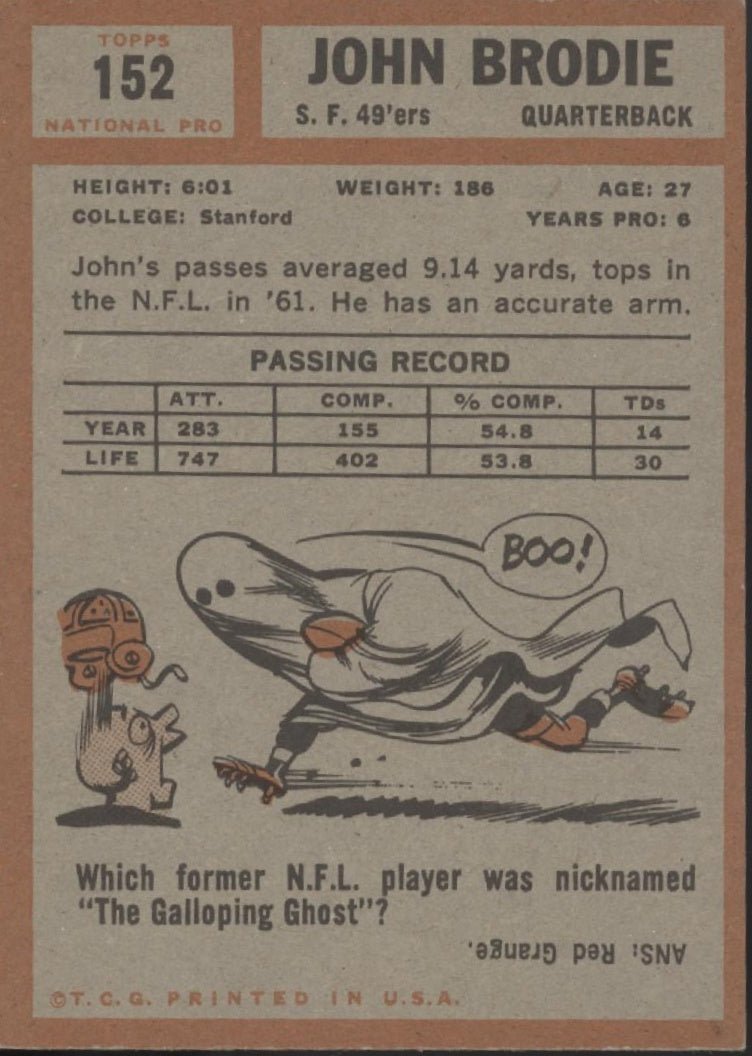 TOPPS
152
NATIONAL PRO
JOHN BRODIE
S. F. 49'ers QUARTERBACK
HEIGHT: 6:01 WEIGHT: 186 AGE: 27
COLLEGE: Stanford YEARS PRO: 6
John's passes averaged 9.14 yards, tops in
the N.F.L. in '61. He has an accurate arm.
PASSING RECORD
ATT. COMP. % COMP. TDs
YEAR 283 155 54.8 14
LIFE 747 402 53.8 30
BOO!
Which former N.F.L. player was nicknamed
"The Galloping Ghost"?
ANS: Red Grange.
©T.C.G. PRINTED IN U.S.A.